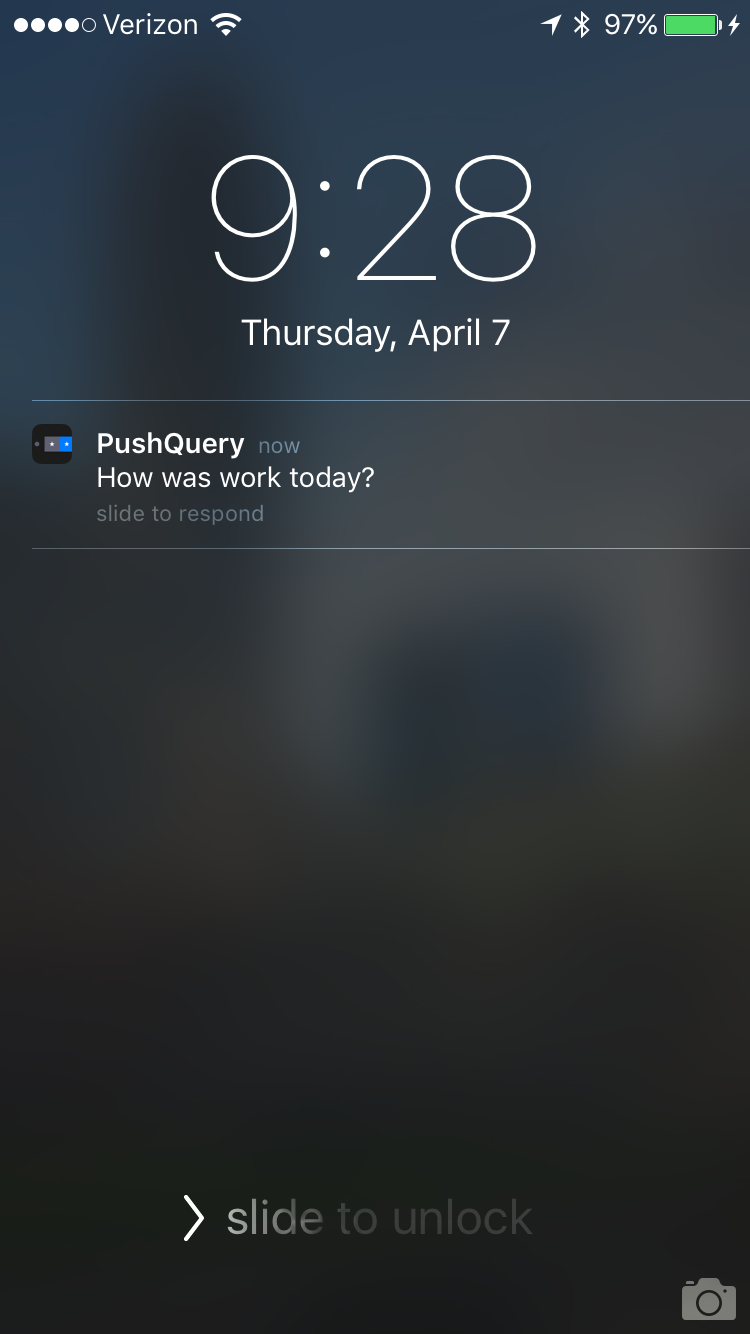 Verizon 97%
9:28
Thursday, April 7
PushQuery now
How was work today?
slide to respond
slide to unlock